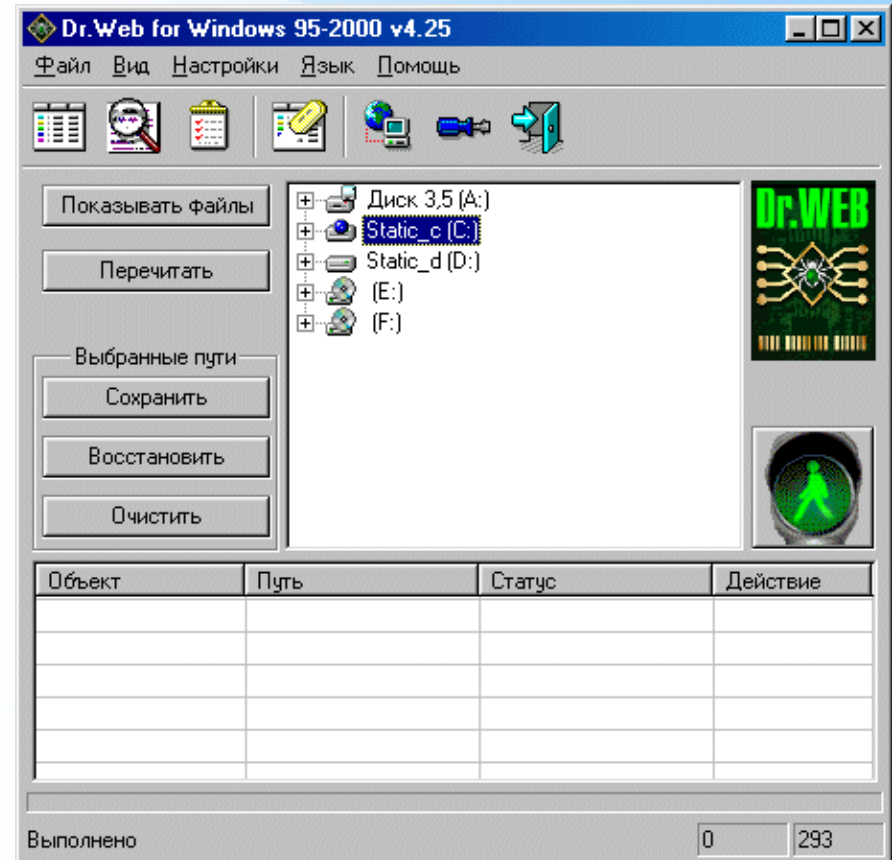 Dr.Web for Windows 95-2000 v4.25
Файл Вид Настройки Язык Помощь
Показывать файлы
Перечитать
Выбранные пути
Сохранить
Восстановить
Очистить
Диск 3,5 (A:)
Static_c (C:)
Static_d (D:)
(E:)
(F:)
Dr.WEB
Объект Путь Статус Действие
Выполнено 0 293